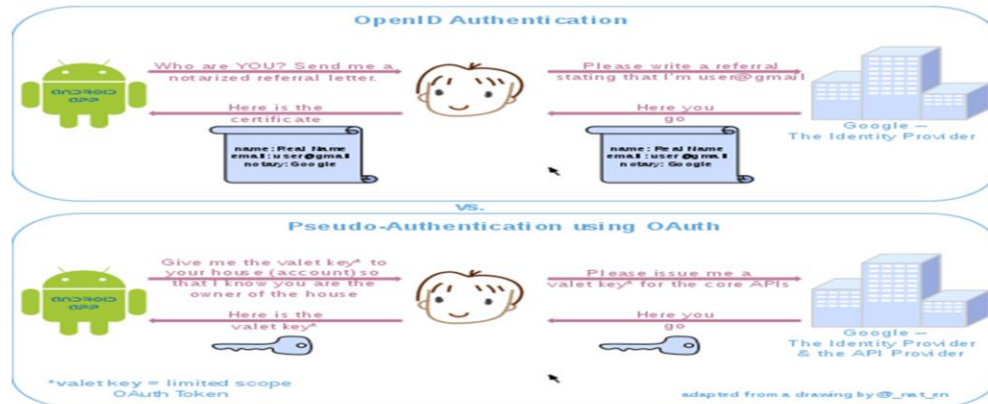 OpenID Authentication
Who are YOU? Send me a
notarized referral letter.
Please write a referral
stating that I'm user@gmail
android
app
Here is the
certificate
Here you
go
Google —
The Identity Provider
name: Real Name
email: user@gmail
notary: Google
name: Real Name
email: user@gmail
notary: Google
vs.
Pseudo-Authentication using OAuth
Give me the valet key* to
your house (account) so
that I know you are the
owner of the house
Please issue me a
valet key* for the core APIs
android
app
Here is the
valet key*
Here you
go
Google —
The Identity Provider
& the API Provider
*valet key = limited scope
OAuth Token
adapted from a drawing by @_nat_en